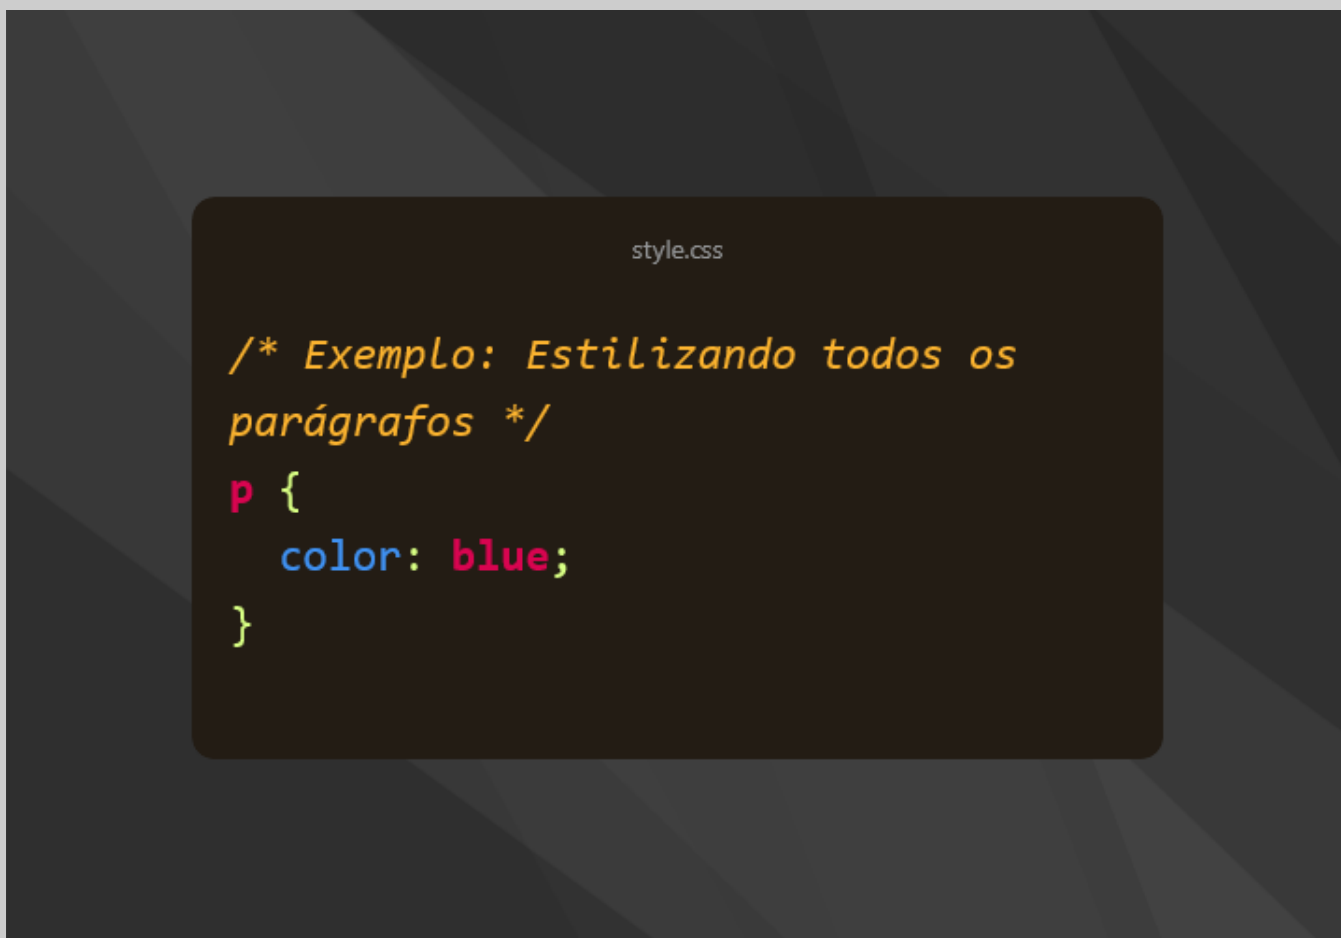 style.css
/* Exemplo: Estilizando todos os
parágrafos */
p {
  color: blue;
}